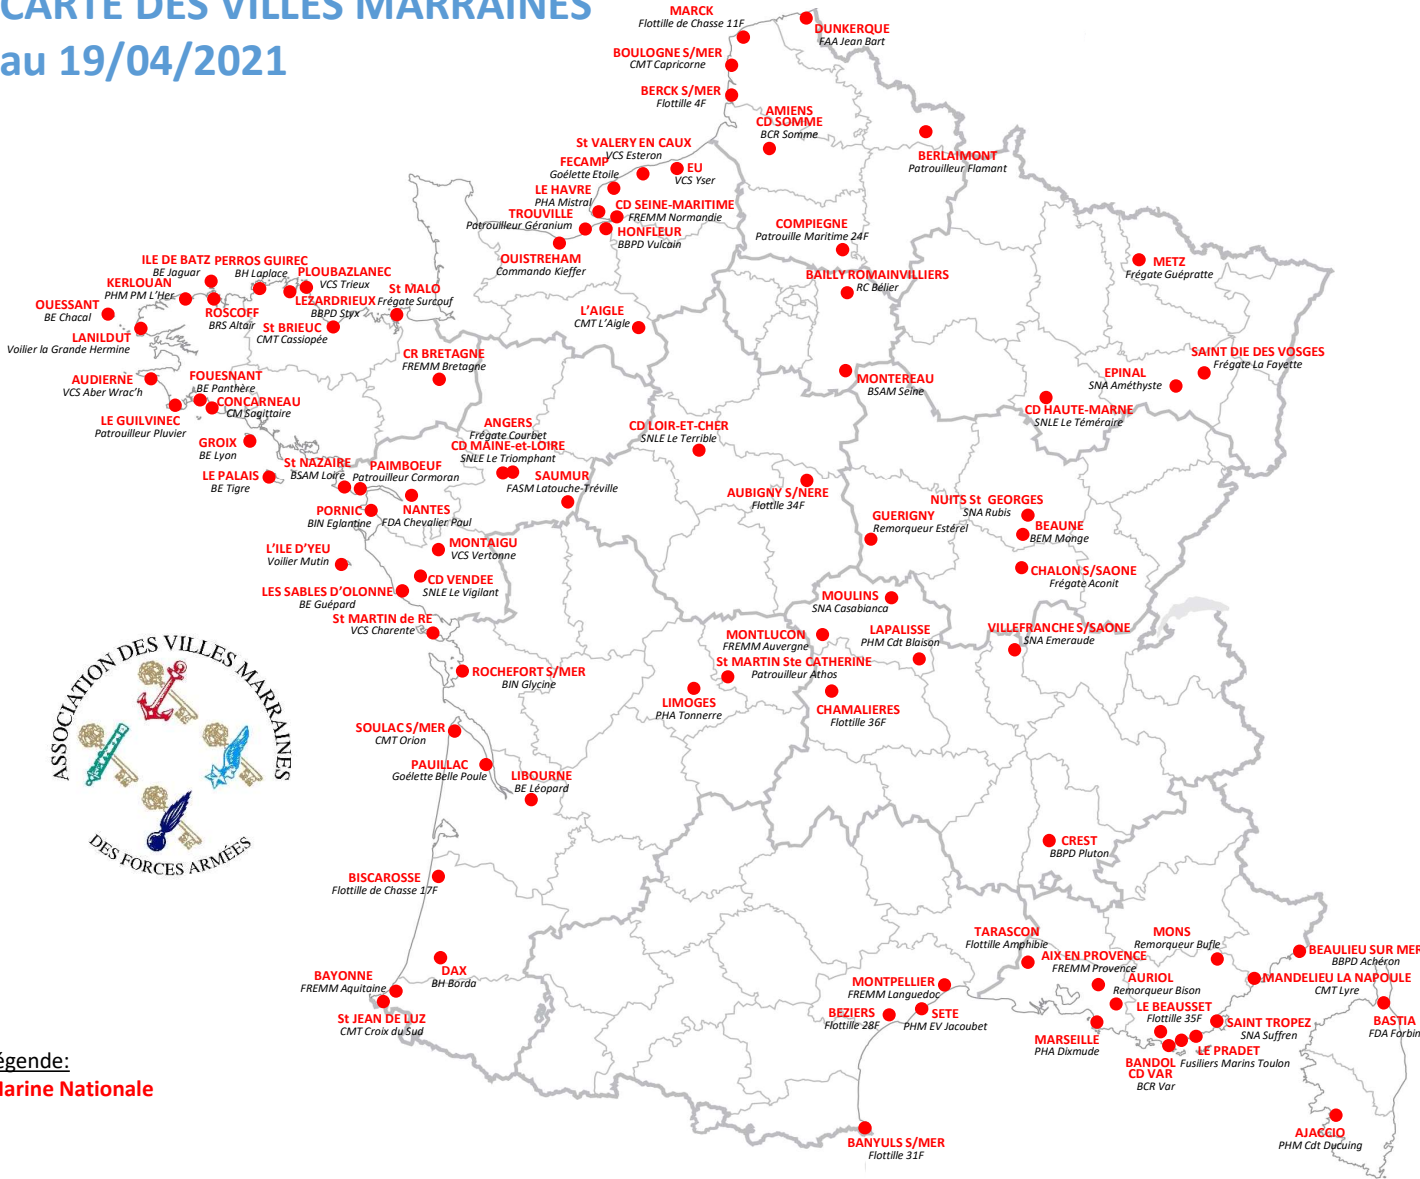 CARTE DES VILLES MARRAINES
au 19/04/2021
MARCK
Flottille de Chasse 11F
DUNKERQUE
FAA Jean Bart
BOULOGNE S/MER
CMT Capricorne
BERCK S/MER
Flottille 4F
AMIENS
CD SOMME
BCR Somme
BERLAIMONT
Patrouilleur Flamant
St VALERY EN CAUX
VCS Esteron
EU
VCS Yser
FECAMP
Goélette Etoile
LE HAVRE
PHA Mistral
CD SEINE-MARITIME
FREMM Normandie
TROUVILLE
Patrouilleur Géranium
HONFLEUR
BBPD Vulcain
OUISTREHAM
Commando Kieffer
COMPIEGNE
Patrouille Maritime 24F
BAILLY ROMAINVILLIERS
RC Bélier
METZ
Frégate Guépratte
ILE DE BATZ
BE Jaguar
PERROS GUIREC
BH Laplace
PLOUBAZLANEC
VCS Trieux
KERLOUAN
PHM PM L'Her
OUESSANT
BE Chacal
ROSCOFF
BRS Altaïr
LEZARDRIEUX
BBPD Styx
St MALO
Frégate Surcouf
St BRIEUC
CMT Cassiopée
LANILDUT
Voilier la Grande Hermine
L'AIGLE
CMT L'Aigle
CR BRETAGNE
FREMM Bretagne
AUDIERNE
VCS Aber Wrac'h
FOUESNANT
BE Panthère
CONCARNEAU
CM Sagittaire
LE GUILVINEC
Patrouilleur Pluvier
GROIX
BE Lyon
LE PALAIS
BE Tigre
MONTEREAU
BSAM Seine
SAINT DIE DES VOSGES
Frégate La Fayette
EPINAL
SNA Améthyste
CD HAUTE-MARNE
SNLE Le Téméraire
ANGERS
Frégate Courbet
CD MAINE-et-LOIRE
SNLE Le Triomphant
SAUMUR
FASM Latouche-Tréville
CD LOIR-ET-CHER
SNLE Le Terrible
AUBIGNY S/NERE
Flottlle 34F
St NAZAIRE
BSAM Loire
PAIMBOEUF
Patrouilleur Cormoran
PORNIC
BIN Eglantine
NANTES
FDA Chevalier Paul
MONTAIGU
VCS Vertonne
L'ILE D'YEU
Voilier Mutin
CD VENDEE
SNLE Le Vigilant
LES SABLES D'OLONNE
BE Guépard
St MARTIN de RE
VCS Charente
ROCHEFORT S/MER
BIN Glycine
GUERIGNY
Remorqueur Estérel
NUITS St GEORGES
SNA Rubis
BEAUNE
BEM Monge
CHALON S/SAONE
Frégate Aconit
MOULINS
SNA Casabianca
MONTLUCON
FREMM Auvergne
LAPALISSE
PHM Cdt Blaison
VILLEFRANCHE S/SAONE
SNA Emeraude
St MARTIN Ste CATHERINE
Patrouilleur Athos
LIMOGES
PHA Tonnerre
CHAMALIERES
Flottille 36F
ASSOCIATION DES VILLES MARRAINES
DES FORCES ARMÉES
SOULAC S/MER
CMT Orion
PAUILLAC
Goélette Belle Poule
LIBOURNE
BE Léopard
CREST
BBPD Pluton
BISCAROSSE
Flottille de Chasse 17F
DAX
BH Borda
BAYONNE
FREMM Aquitaine
St JEAN DE LUZ
CMT Croix du Sud
TARASCON
Flottille Amphibie
MONS
Remorqueur Bufle
BEAULIEU SUR MER
BBPD Achéron
AIX EN PROVENCE
FREMM Provence
MANDELIEU LA NAPOULE
CMT Lyre
MONTPELLIER
FREMM Languedoc
AURIOL
Remorqueur Bison
BEZIERS
Flottille 28F
SETE
PHM EV Jacoubet
LE BEAUSSET
Flottille 35F
SAINT TROPEZ
SNA Suffren
BASTIA
FDA Forbin
MARSEILLE
PHA Dixmude
LE PRADET
Fusiliers Marins Toulon
BANDOL
CD VAR
BCR Var
égende:
Marine Nationale
AJACCIO
PHM Cdt Ducuing
BANYULS S/MER
Flottille 31F